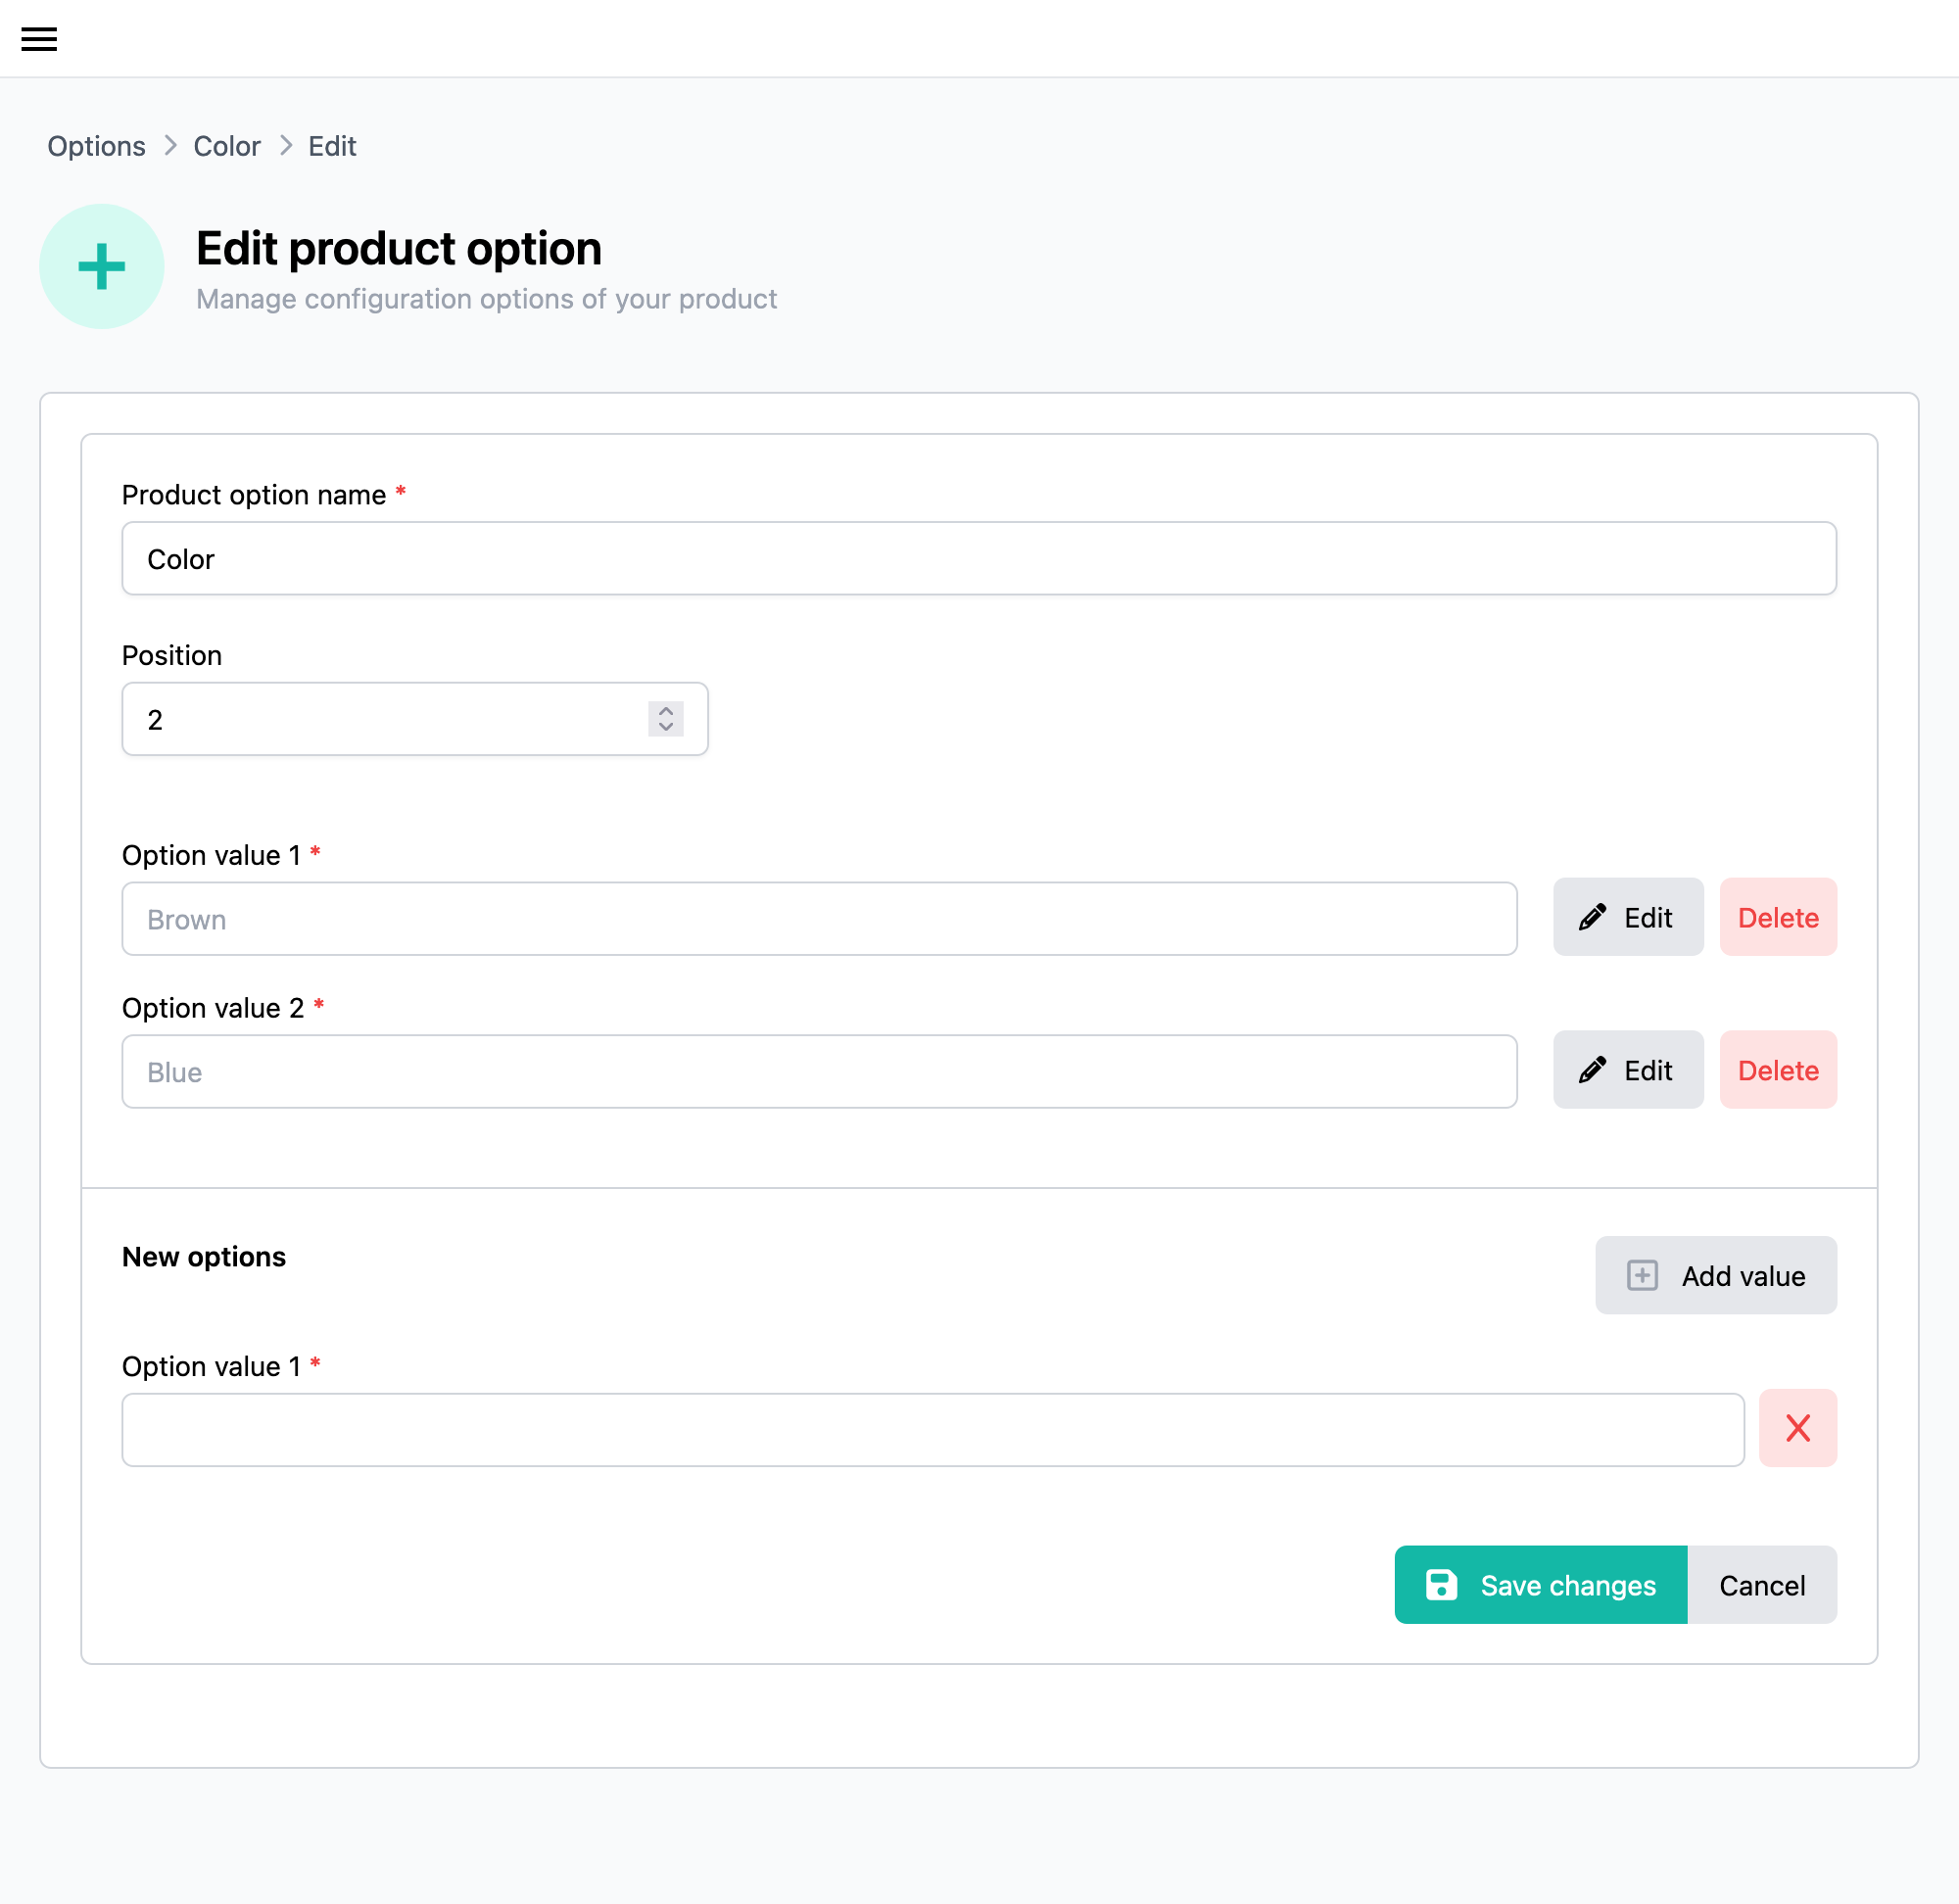 Options > Color > Edit
Edit product option
Manage configuration options of your product
Product option name *
Color
Position
2
Option value 1 *
Brown
Edit
Delete
Option value 2 *
Blue
Edit
Delete
New options
Add value
Option value 1 *
Save changes
Cancel